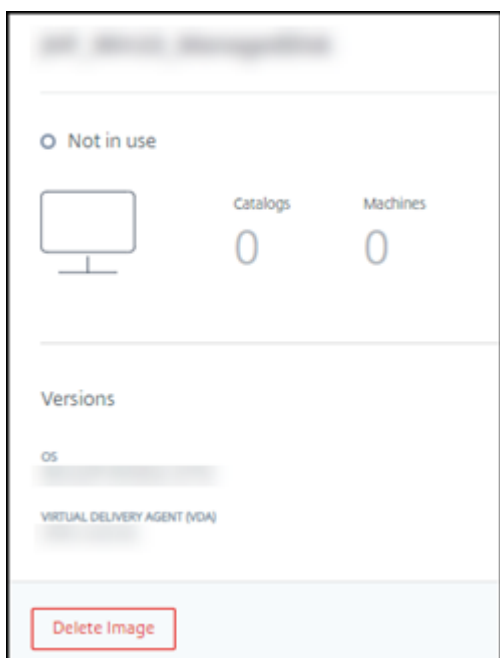 Not in use
Catalogs Machines
0 0
Versions
OS
VIRTUAL DELIVERY AGENT (VDA)
Delete Image